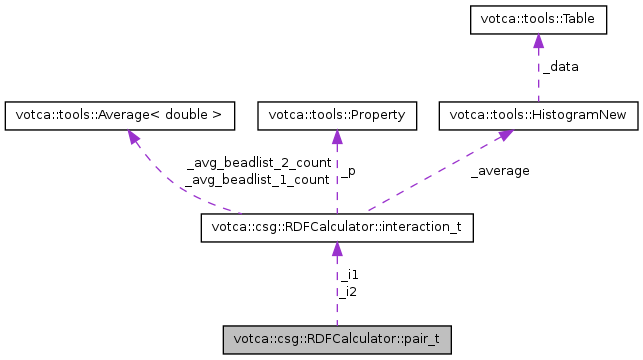 votca::tools::Table
_data
votca::tools::Average< double >
votca::tools::Property
votca::tools::HistogramNew
_avg_beadlist_2_count
_avg_beadlist_1_count
_p
_average
votca::csg::RDFCalculator::interaction_t
_i1
_i2
votca::csg::RDFCalculator::pair_t